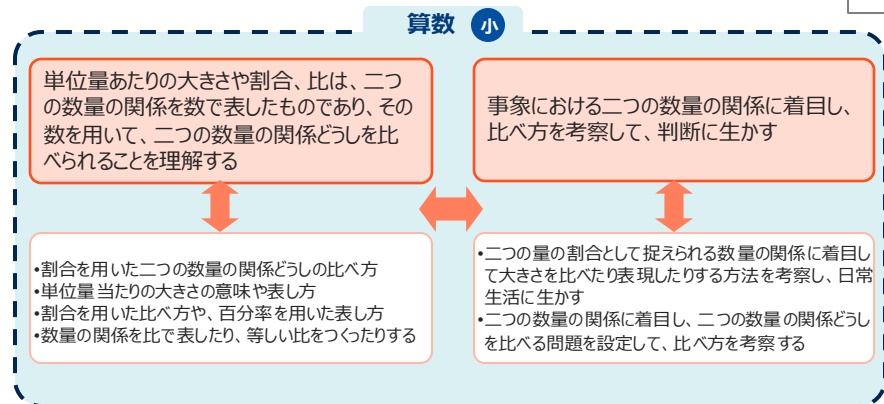 算数 小
単位量あたりの大きさや割合、比は、二つ
の数量の関係を数で表したものであり、その
数を用いて、二つの数量の関係どうしを比
べられることを理解する
事象における二つの数量の関係に着目し、
比べ方を考察して、判断に生かす
•割合を用いた二つの数量の関係どうしの比べ方
•単位量当たりの大きさの意味や表し方
•割合を用いた比べ方や、百分率を用いた表し方
•数量の関係を比で表したり、等しい比をつくったりする
•二つの量の割合として捉えられる数量の関係に着目し
て大きさを比べたり表現したりする方法を考察し、日常
生活に生かす
•二つの数量の関係に着目し、二つの数量の関係どうし
を比べる問題を設定して、比べ方を考察する